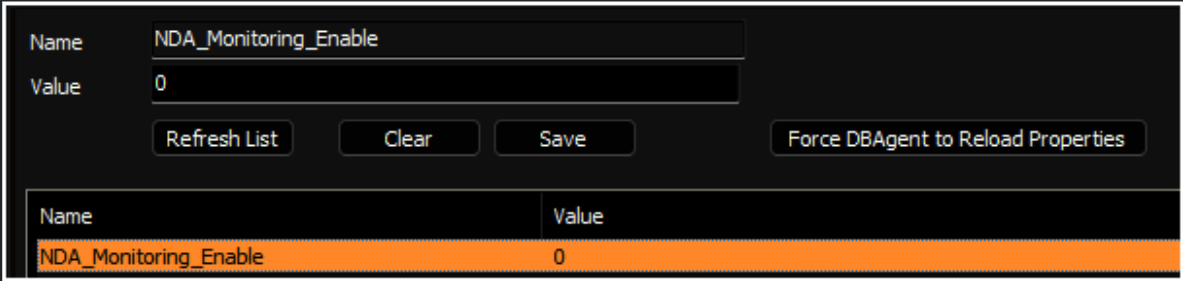 Name NDA_Monitoring_Enable
Value 0
Refresh List Clear Save Force DBAgent to Reload Properties
Name Value
NDA_Monitoring_Enable 0